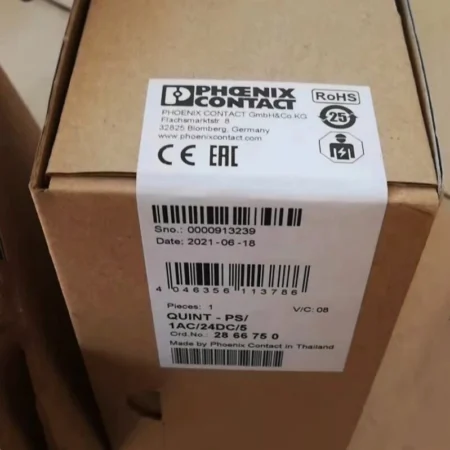 PHŒNIX
CONTACT
RoHS
PHOENIX CONTACT GmbH&Co.KG
Flachsmarktstr. 8
32825 Blomberg, Germany
www.phoenixcontact.com
25
CE EAC
Sno.: 0000913239
Date: 2021-06-18
4 046356 113786
Pieces: 1
V/C: 08
QUINT - PS/
1AC/24DC/5
Ord.No.: 28 66 75 0
Made by Phoenix Contact in Thailand